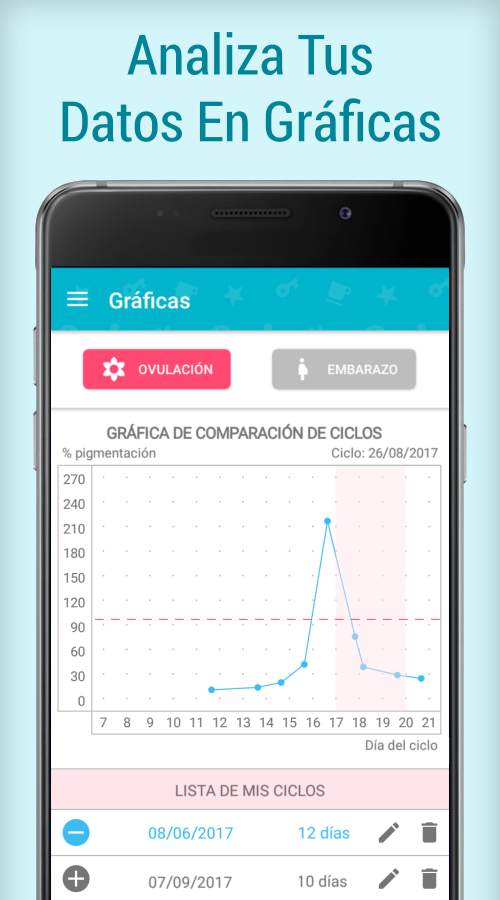 Analiza Tus
Datos En Gráficas
Gráficas
OVULACIÓN
EMBARAZO
GRÁFICA DE COMPARACIÓN DE CICLOS
% pigmentación
Ciclo: 26/08/2017
270
240
210
180
150
120
90
60
30
0
7 8 9 10 11 12 13 14 15 16 17 18 19 20 21
Día del ciclo
LISTA DE MIS CICLOS
08/06/2017 12 días
07/09/2017 10 días